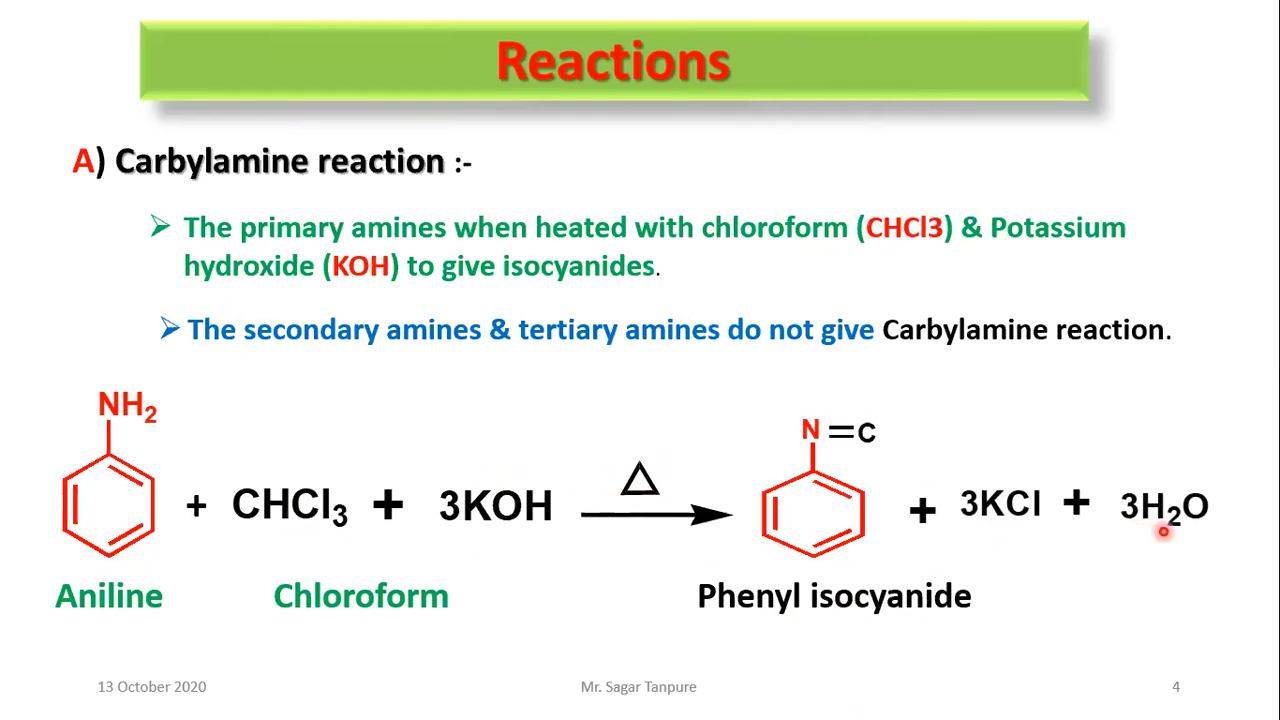 Reactions
A) Carbylamine reaction :-
➢ The primary amines when heated with chloroform (CHCl3) & Potassium
hydroxide (KOH) to give isocyanides.
➢ The secondary amines & tertiary amines do not give Carbylamine reaction.
NH₂
N=C
+ CHCl₃ + 3KOH △ + 3KCl + 3H₂O
Aniline Chloroform Phenyl isocyanide
13 October 2020 Mr. Sagar Tanpure 4